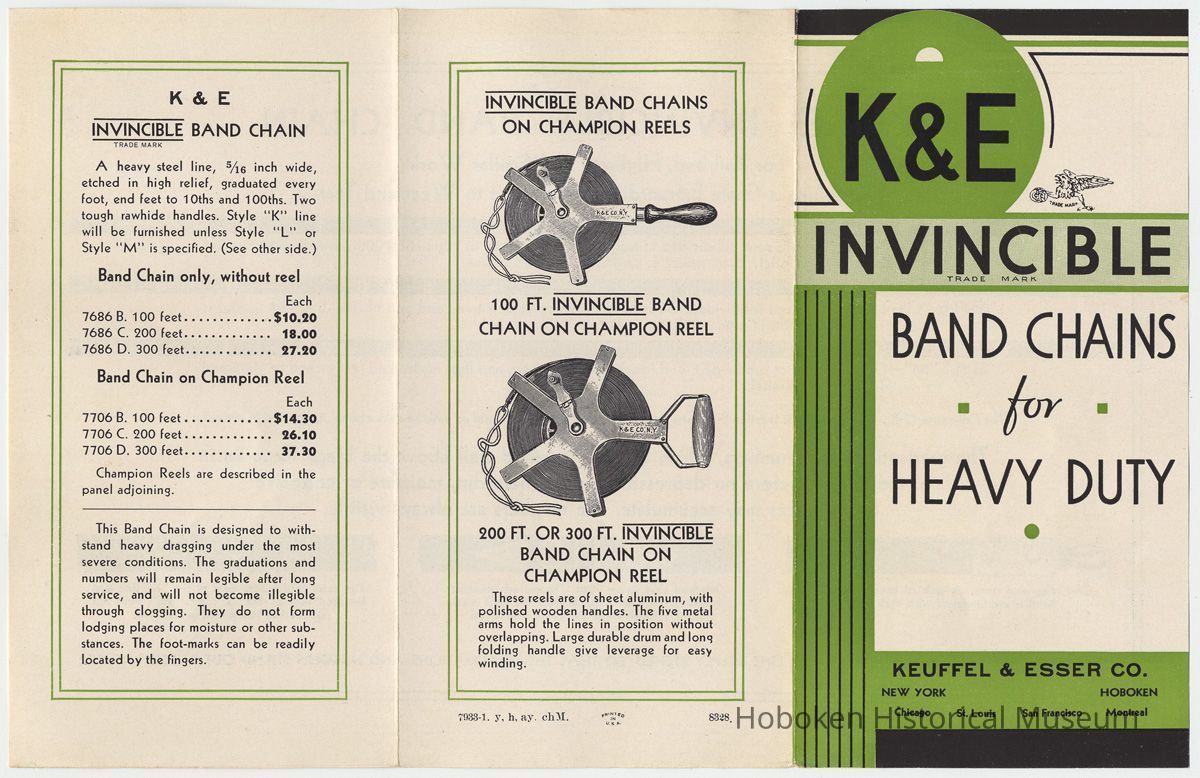 K & E
INVINCIBLE BAND CHAIN
TRADE MARK
A heavy steel line, 5/16 inch wide,
etched in high relief, graduated every
foot, end feet to 10ths and 100ths. Two
tough rawhide handles. Style "K" line
will be furnished unless Style "L" or
Style "M" is specified. (See other side.)
Band Chain only, without reel
Each
7686 B. 100 feet............$10.20
7686 C. 200 feet............ 18.00
7686 D. 300 feet............ 27.20
Band Chain on Champion Reel
Each
7706 B. 100 feet............$14.30
7706 C. 200 feet............ 26.10
7706 D. 300 feet............ 37.30
Champion Reels are described in the
panel adjoining.
This Band Chain is designed to with-
stand heavy dragging under the most
severe conditions. The graduations and
numbers will remain legible after long
service, and will not become illegible
through clogging. They do not form
lodging places for moisture or other sub-
stances. The foot-marks can be readily
located by the fingers.
INVINCIBLE BAND CHAINS
ON CHAMPION REELS
K&E CO. N.Y.
100 FT. INVINCIBLE BAND
CHAIN ON CHAMPION REEL
K&E CO. N.Y.
200 FT. OR 300 FT. INVINCIBLE
BAND CHAIN ON
CHAMPION REEL
These reels are of sheet aluminum, with
polished wooden handles. The five metal
arms hold the lines in position without
overlapping. Large durable drum and long
folding handle give leverage for easy
winding.
7933-1. y, h, ay. chM.
PRINTED
IN
U.S.A.
8328.
K&E
TRADE MARK
INVINCIBLE
TRADE MARK
BAND CHAINS
for
HEAVY DUTY
KEUFFEL & ESSER CO.
NEW YORK HOBOKEN
Chicago St. Louis San Francisco Montreal
Hoboken Historical Museum